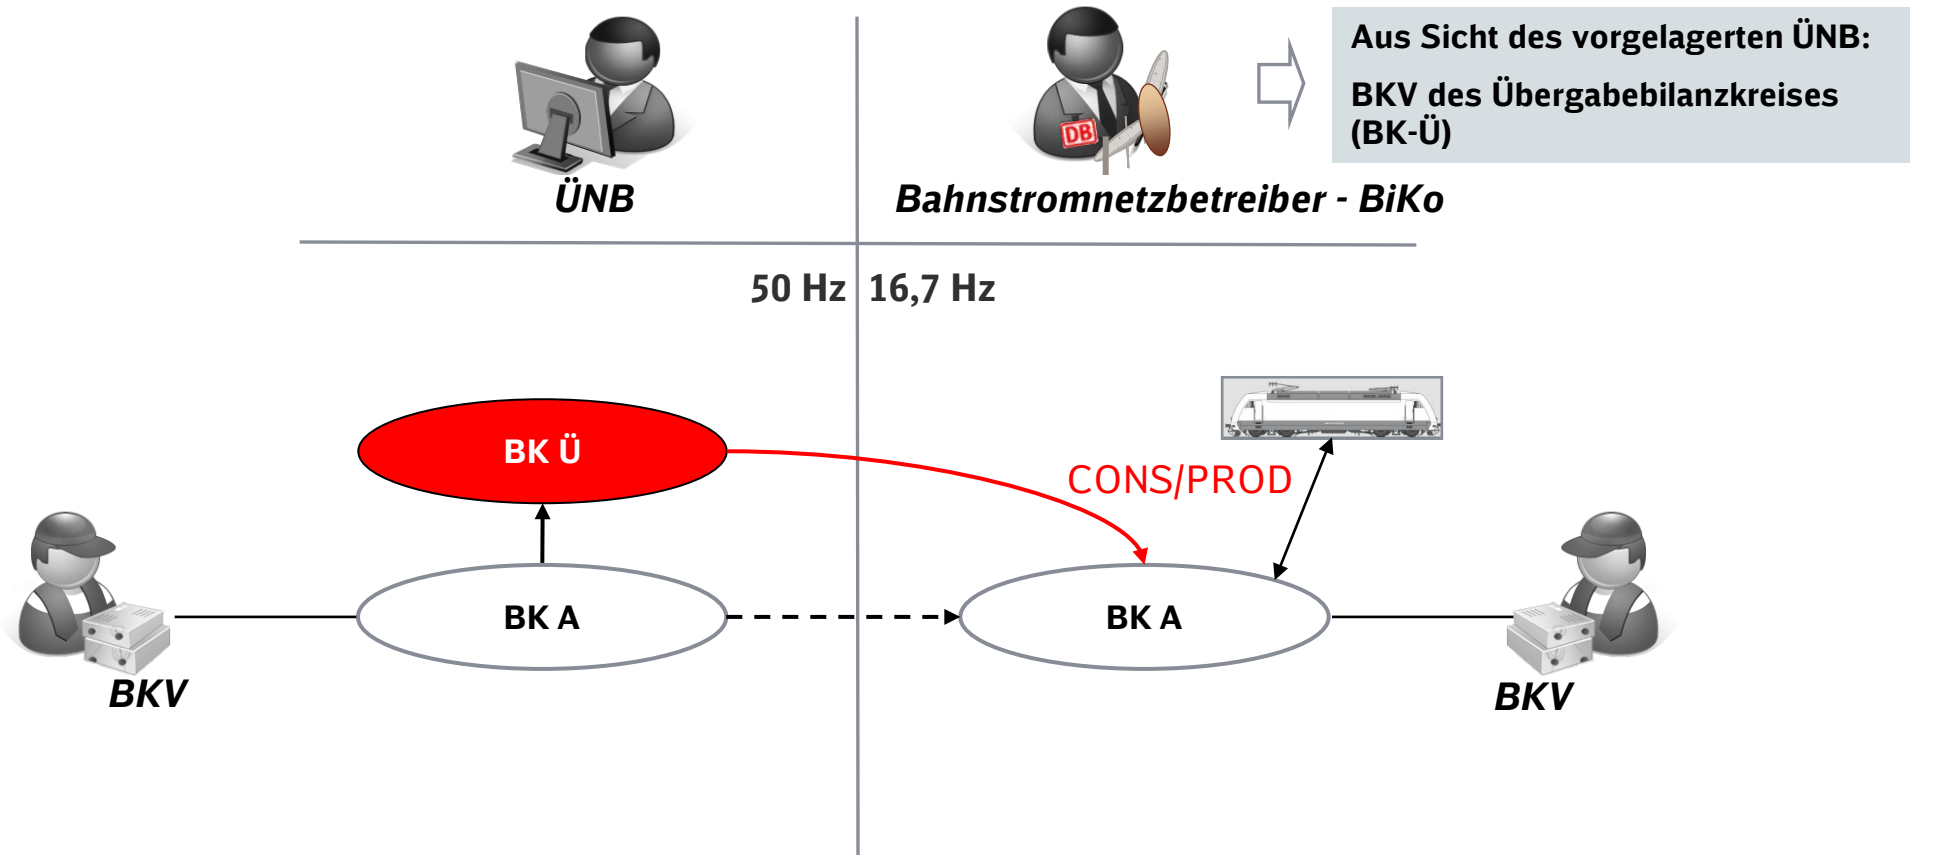 Aus Sicht des vorgelagerten ÜNB:
BKV des Übergabebilanzkreises
(BK-Ü)
DB
ÜNB
Bahnstromnetzbetreiber - BiKo
50 Hz
16,7 Hz
BK Ü
CONS/PROD
BK A
BK A
BKV
BKV